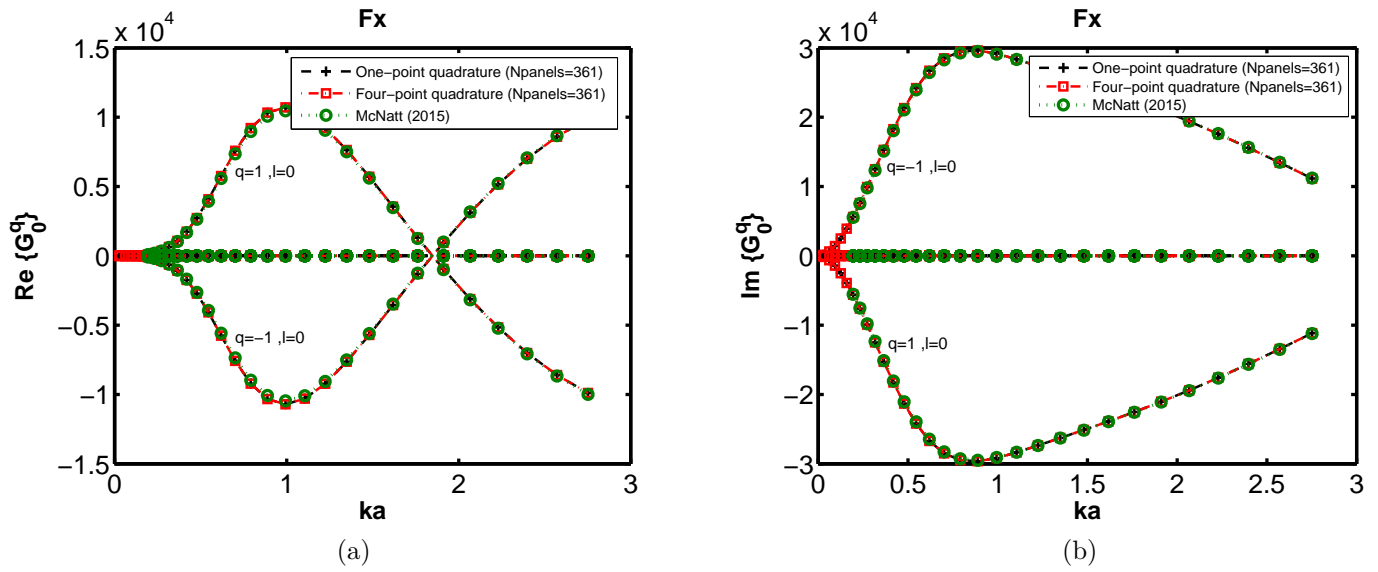 Fx
x 10^4
1.5
1
0.5
0
−0.5
−1
−1.5
Re {G_0^q}
One−point quadrature (Npanels=361)
Four−point quadrature (Npanels=361)
McNatt (2015)
q=1 ,l=0
q=−1 ,l=0
0 1 2 3
ka
(a)
Fx
x 10^4
3
2
1
0
−1
−2
−3
Im {G_0^q}
One−point quadrature (Npanels=361)
Four−point quadrature (Npanels=361)
McNatt (2015)
q=−1 ,l=0
q=1 ,l=0
0 0.5 1 1.5 2 2.5 3
ka
(b)